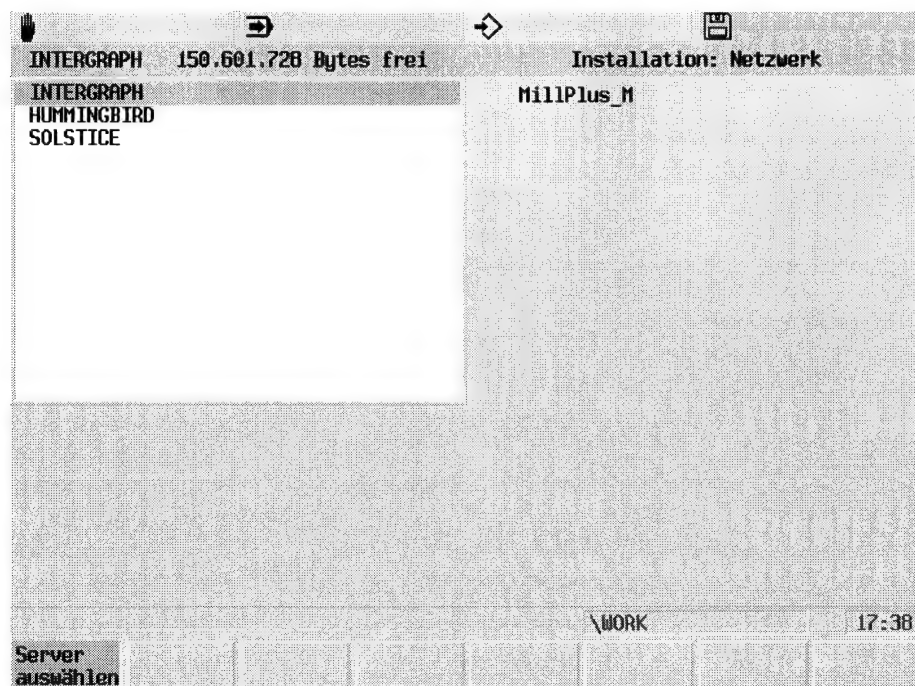 INTERGRAPH 150.601.728 Bytes frei Installation: Netzwerk
INTERGRAPH
HUMMINGBIRD
SOLSTICE
MillPlus_M
\WORK 17:38
Server
auswählen